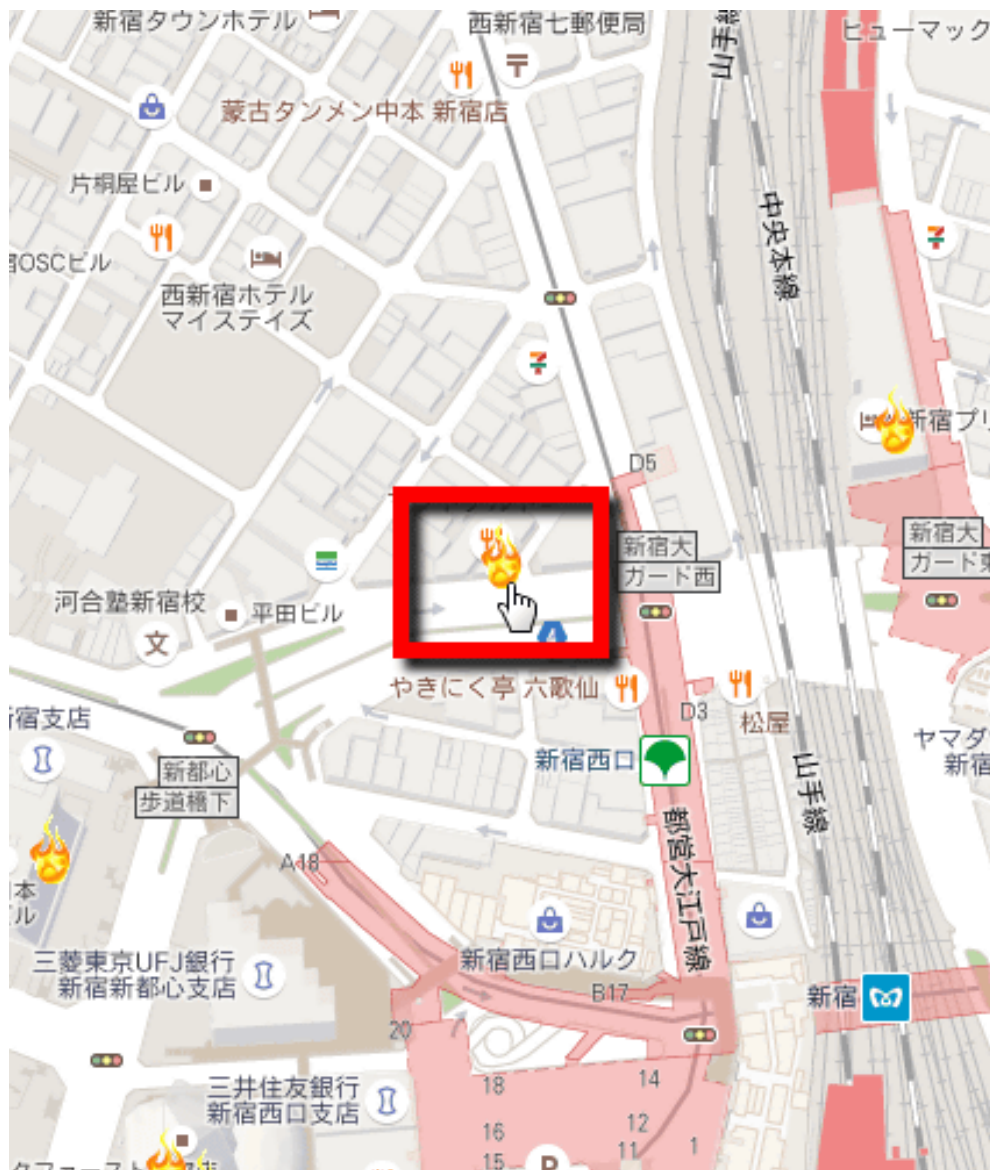 新宿タウンホテル
西新宿七郵便局
山手
ヒューマック
蒙古タンメン中本 新宿店
片桐屋ビル
中央本線
宿OSCビル
西新宿ホテル
マイステイズ
新宿プリ
D5
新宿大
ガード西
新宿大
ガード東
河合塾新宿校
平田ビル
文
4
やきにく亭 六歌仙
宿支店
D3
松屋
新都心
歩道橋下
新宿西口
ヤマダ
新宿
山手線
都営大江戸線
A18
本
ル
三菱東京UFJ銀行
新宿新都心支店
新宿西口ハルク
B17
新宿
20
三井住友銀行
新宿西口支店
18
14
16
12
15
11
1
P